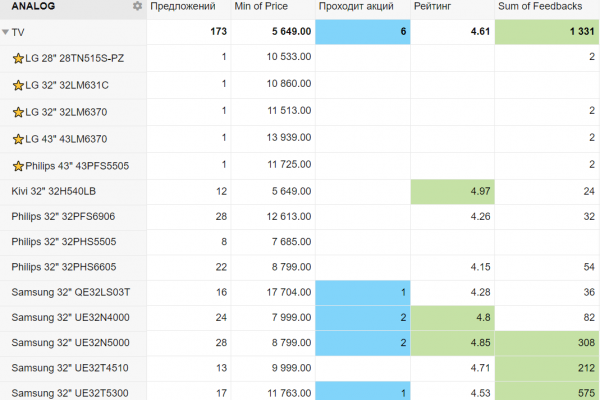 ANALOG Предложений Min of Price Проходит акций Рейтинг Sum of Feedbacks
TV 173 5 649.00 6 4.61 1 331
LG 28" 28TN515S-PZ 1 10 533.00 2
LG 32" 32LM631C 1 10 860.00
LG 32" 32LM6370 1 11 513.00 2
LG 43" 43LM6370 1 13 939.00 2
Philips 43" 43PFS5505 1 11 725.00 2
Kivi 32" 32H540LB 12 5 649.00 4.97 24
Philips 32" 32PFS6906 28 12 613.00 4.26 32
Philips 32" 32PHS5505 8 7 685.00
Philips 32" 32PHS6605 22 8 799.00 4.15 54
Samsung 32" QE32LS03T 16 17 704.00 1 4.28 36
Samsung 32" UE32N4000 24 7 999.00 2 4.8 82
Samsung 32" UE32N5000 28 8 799.00 2 4.85 308
Samsung 32" UE32T4510 13 9 999.00 4.71 212
Samsung 32" UE32T5300 17 11 763.00 1 4.53 575